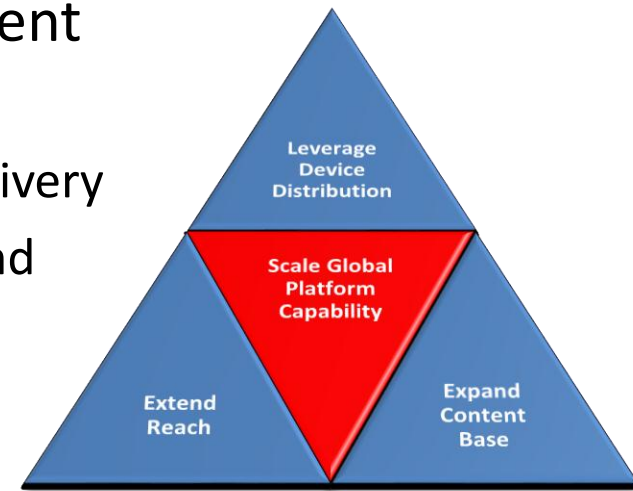 ent
ivery
nd
Leverage
Device
Distribution
Scale Global
Platform
Capability
Extend
Reach
Expand
Content
Base